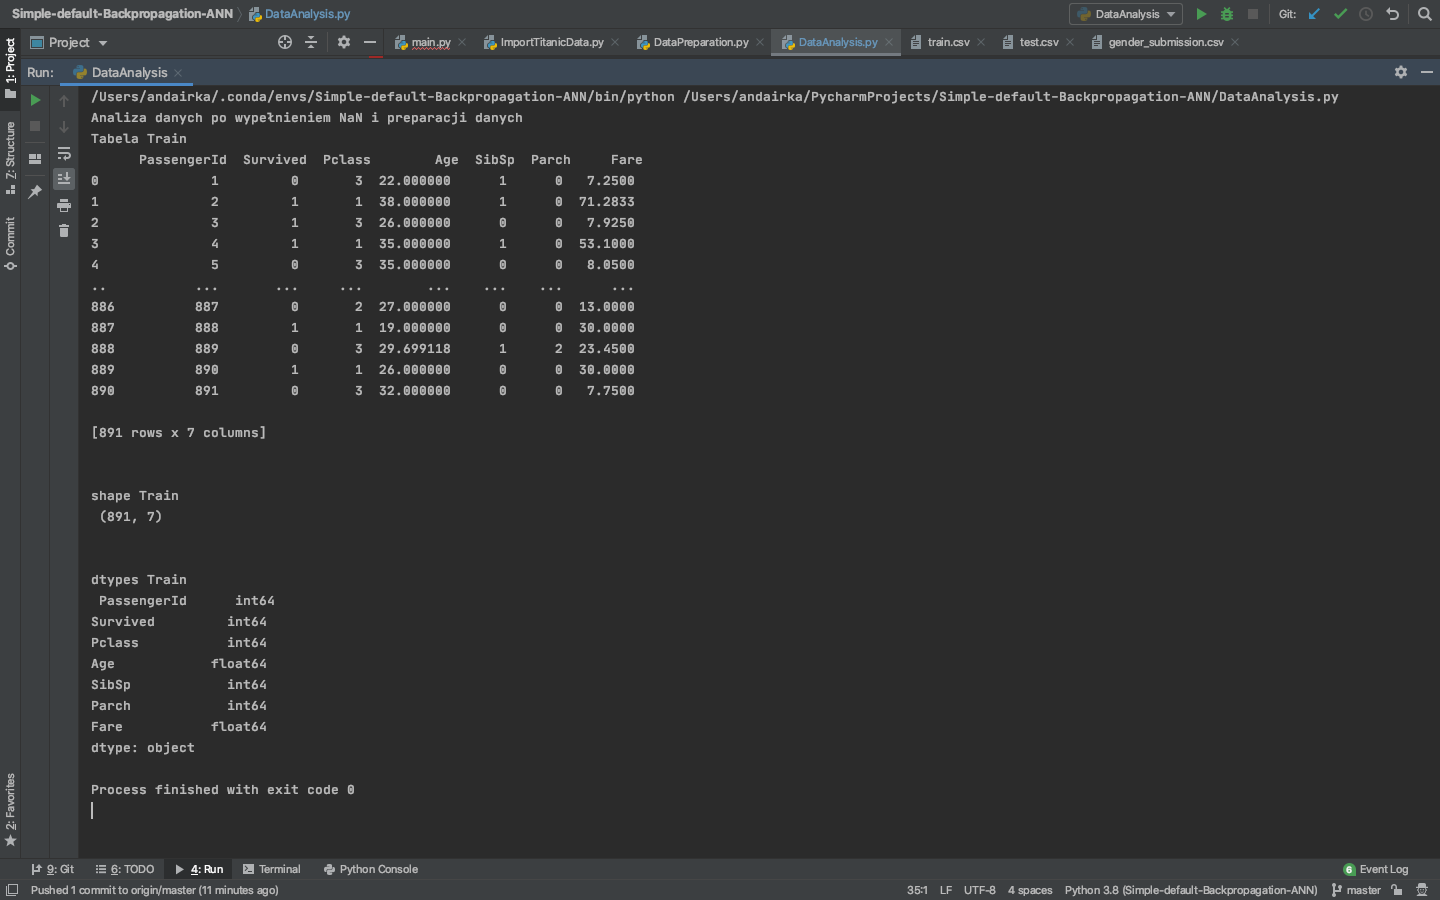 Simple-default-Backpropagation-ANN DataAnalysis.py DataAnalysis Git:
Project main.py ImportTitanicData.py DataPreparation.py DataAnalysis.py train.csv test.csv gender_submission.csv
Run: DataAnalysis
1: Project
Z: Structure
Commit
2: Favorites
/Users/andairka/.conda/envs/Simple-default-Backpropagation-ANN/bin/python /Users/andairka/PycharmProjects/Simple-default-Backpropagation-ANN/DataAnalysis.py
Analiza danych po wypełnieniem NaN i preparacji danych
Tabela Train
PassengerId Survived Pclass Age SibSp Parch Fare
0 1 0 3 22.000000 1 0 7.2500
1 2 1 1 38.000000 1 0 71.2833
2 3 1 3 26.000000 0 0 7.9250
3 4 1 1 35.000000 1 0 53.1000
4 5 0 3 35.000000 0 0 8.0500
.. ... ... ... ... ... ... ...
886 887 0 2 27.000000 0 0 13.0000
887 888 1 1 19.000000 0 0 30.0000
888 889 0 3 29.699118 1 2 23.4500
889 890 1 1 26.000000 0 0 30.0000
890 891 0 3 32.000000 0 0 7.7500
[891 rows x 7 columns]
shape Train
(891, 7)
dtypes Train
PassengerId int64
Survived int64
Pclass int64
Age float64
SibSp int64
Parch int64
Fare float64
dtype: object
Process finished with exit code 0
9: Git 6: TODO 4: Run Terminal Python Console 6 Event Log
Pushed 1 commit to origin/master (11 minutes ago) 35:1 LF UTF-8 4 spaces Python 3.8 (Simple-default-Backpropagation-ANN) master